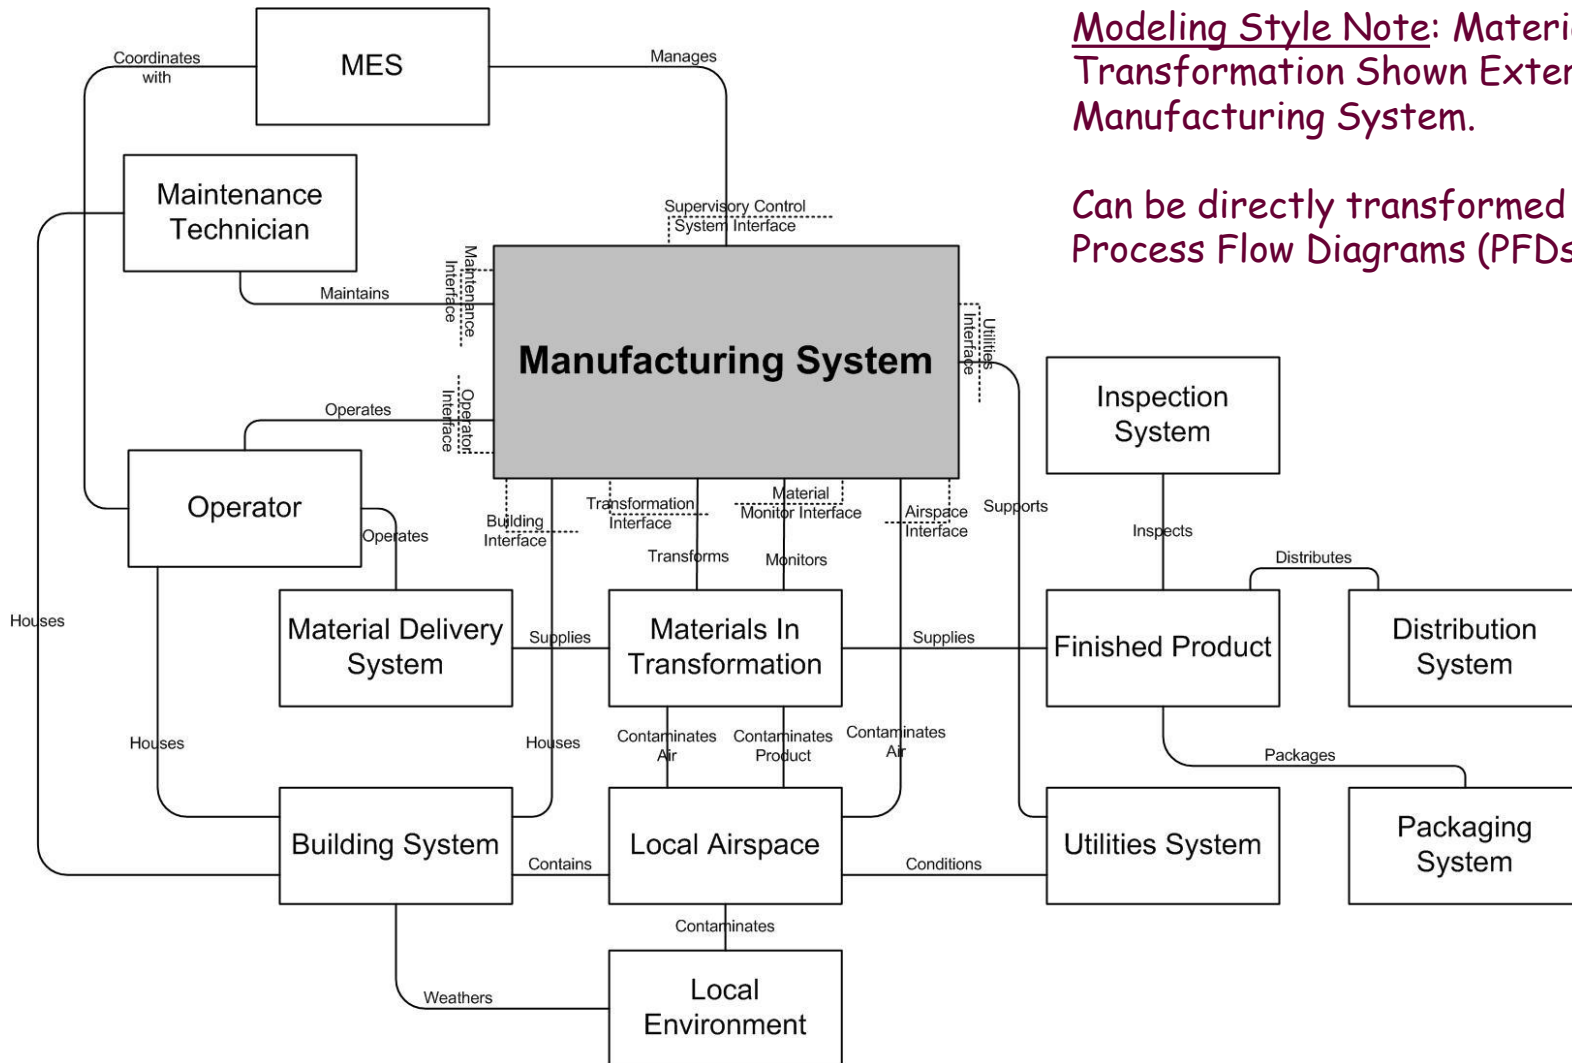 Modeling Style Note: Materia
Transformation Shown Exter
Manufacturing System.
Can be directly transformed
Process Flow Diagrams (PFDs
MES
Coordinates
with
Manages
Maintenance
Technician
Supervisory Control
System Interface
Maintenance
Interface
Maintains
Manufacturing System
Utilities
Interface
Inspection
System
Operates
Operator
Interface
Operator
Operates
Building
Interface
Transformation
Interface
Material
Monitor Interface
Airspace
Interface
Supports
Transforms
Monitors
Inspects
Distributes
Houses
Material Delivery
System
Supplies
Materials In
Transformation
Supplies
Finished Product
Distribution
System
Houses
Houses
Contaminates
Air
Contaminates
Product
Contaminates
Air
Packages
Building System
Contains
Local Airspace
Conditions
Utilities System
Packaging
System
Contaminates
Weathers
Local
Environment